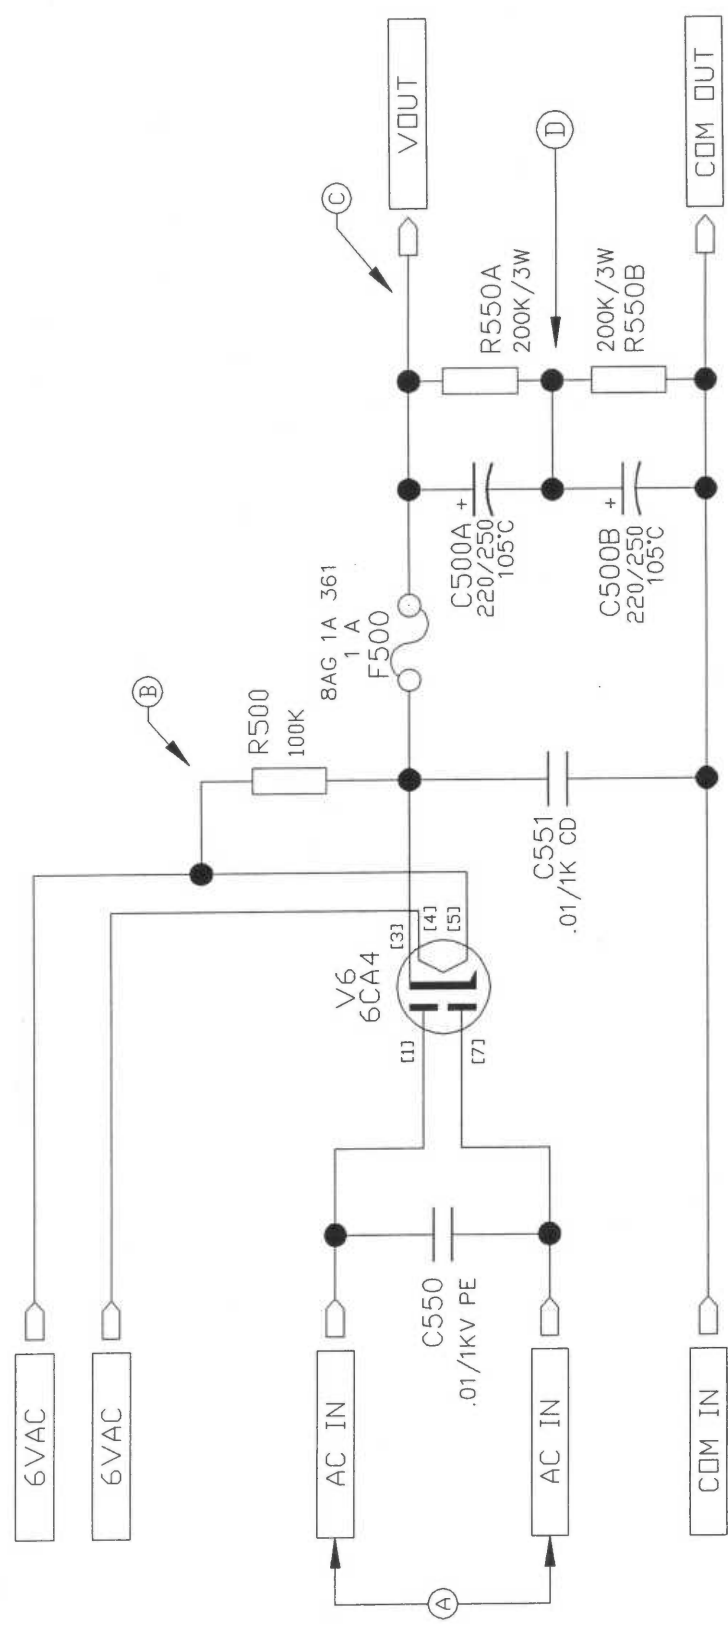 6VAC
6VAC
AC IN
AC IN
COM IN
A
C550
.01/1KV PE
V6
6CA4
[1]
[7]
[3]
[4]
[5]
B
R500
100K
C551
.01/1K CD
8AG 1A 361
1 A
F500
C500A
220/250
105°C
+
C500B
220/250
105°C
+
R550A
200K/3W
200K/3W
R550B
C
D
VOUT
COM OUT